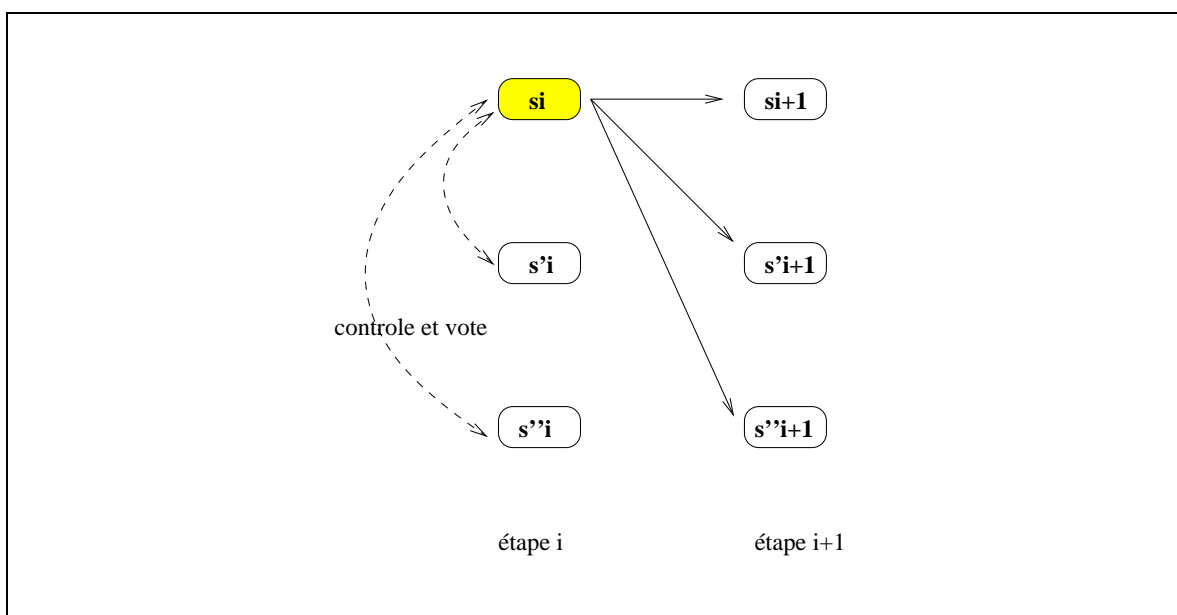 si
si+1
s’i
s’i+1
controle et vote
s’’i
s’’i+1
étape i
étape i+1